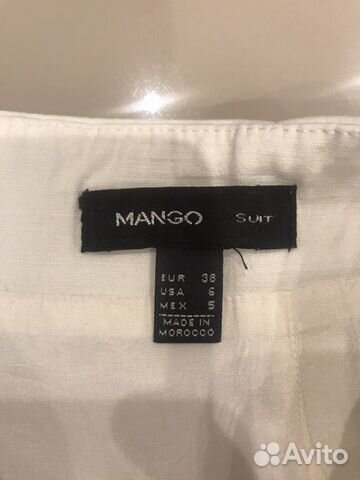 MANGO SUIT
EUR 38
USA 6
MEX 5
MADE IN
MOROCCO
Avito